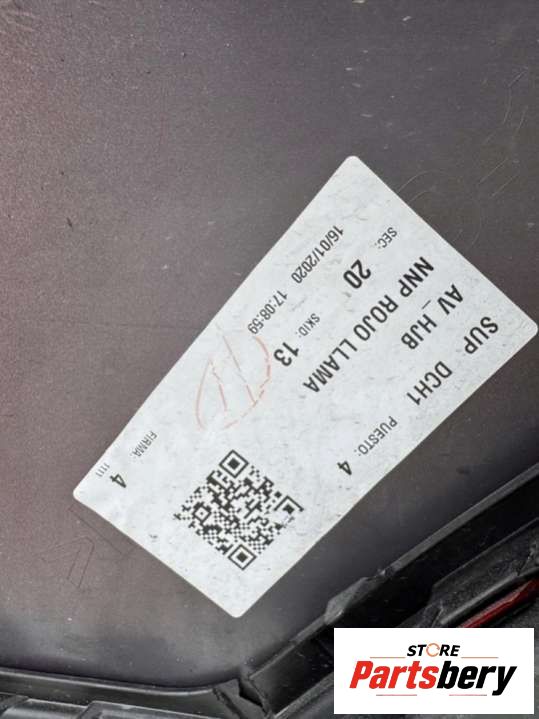 SUP DCH1 PUESTO: 4
AV_HJB
NNP ROJO LLAMA
SEC: 20 SKID: 13
16/01/2020 17:08:59 FIRMA: 4 1111
STORE
Partsbery